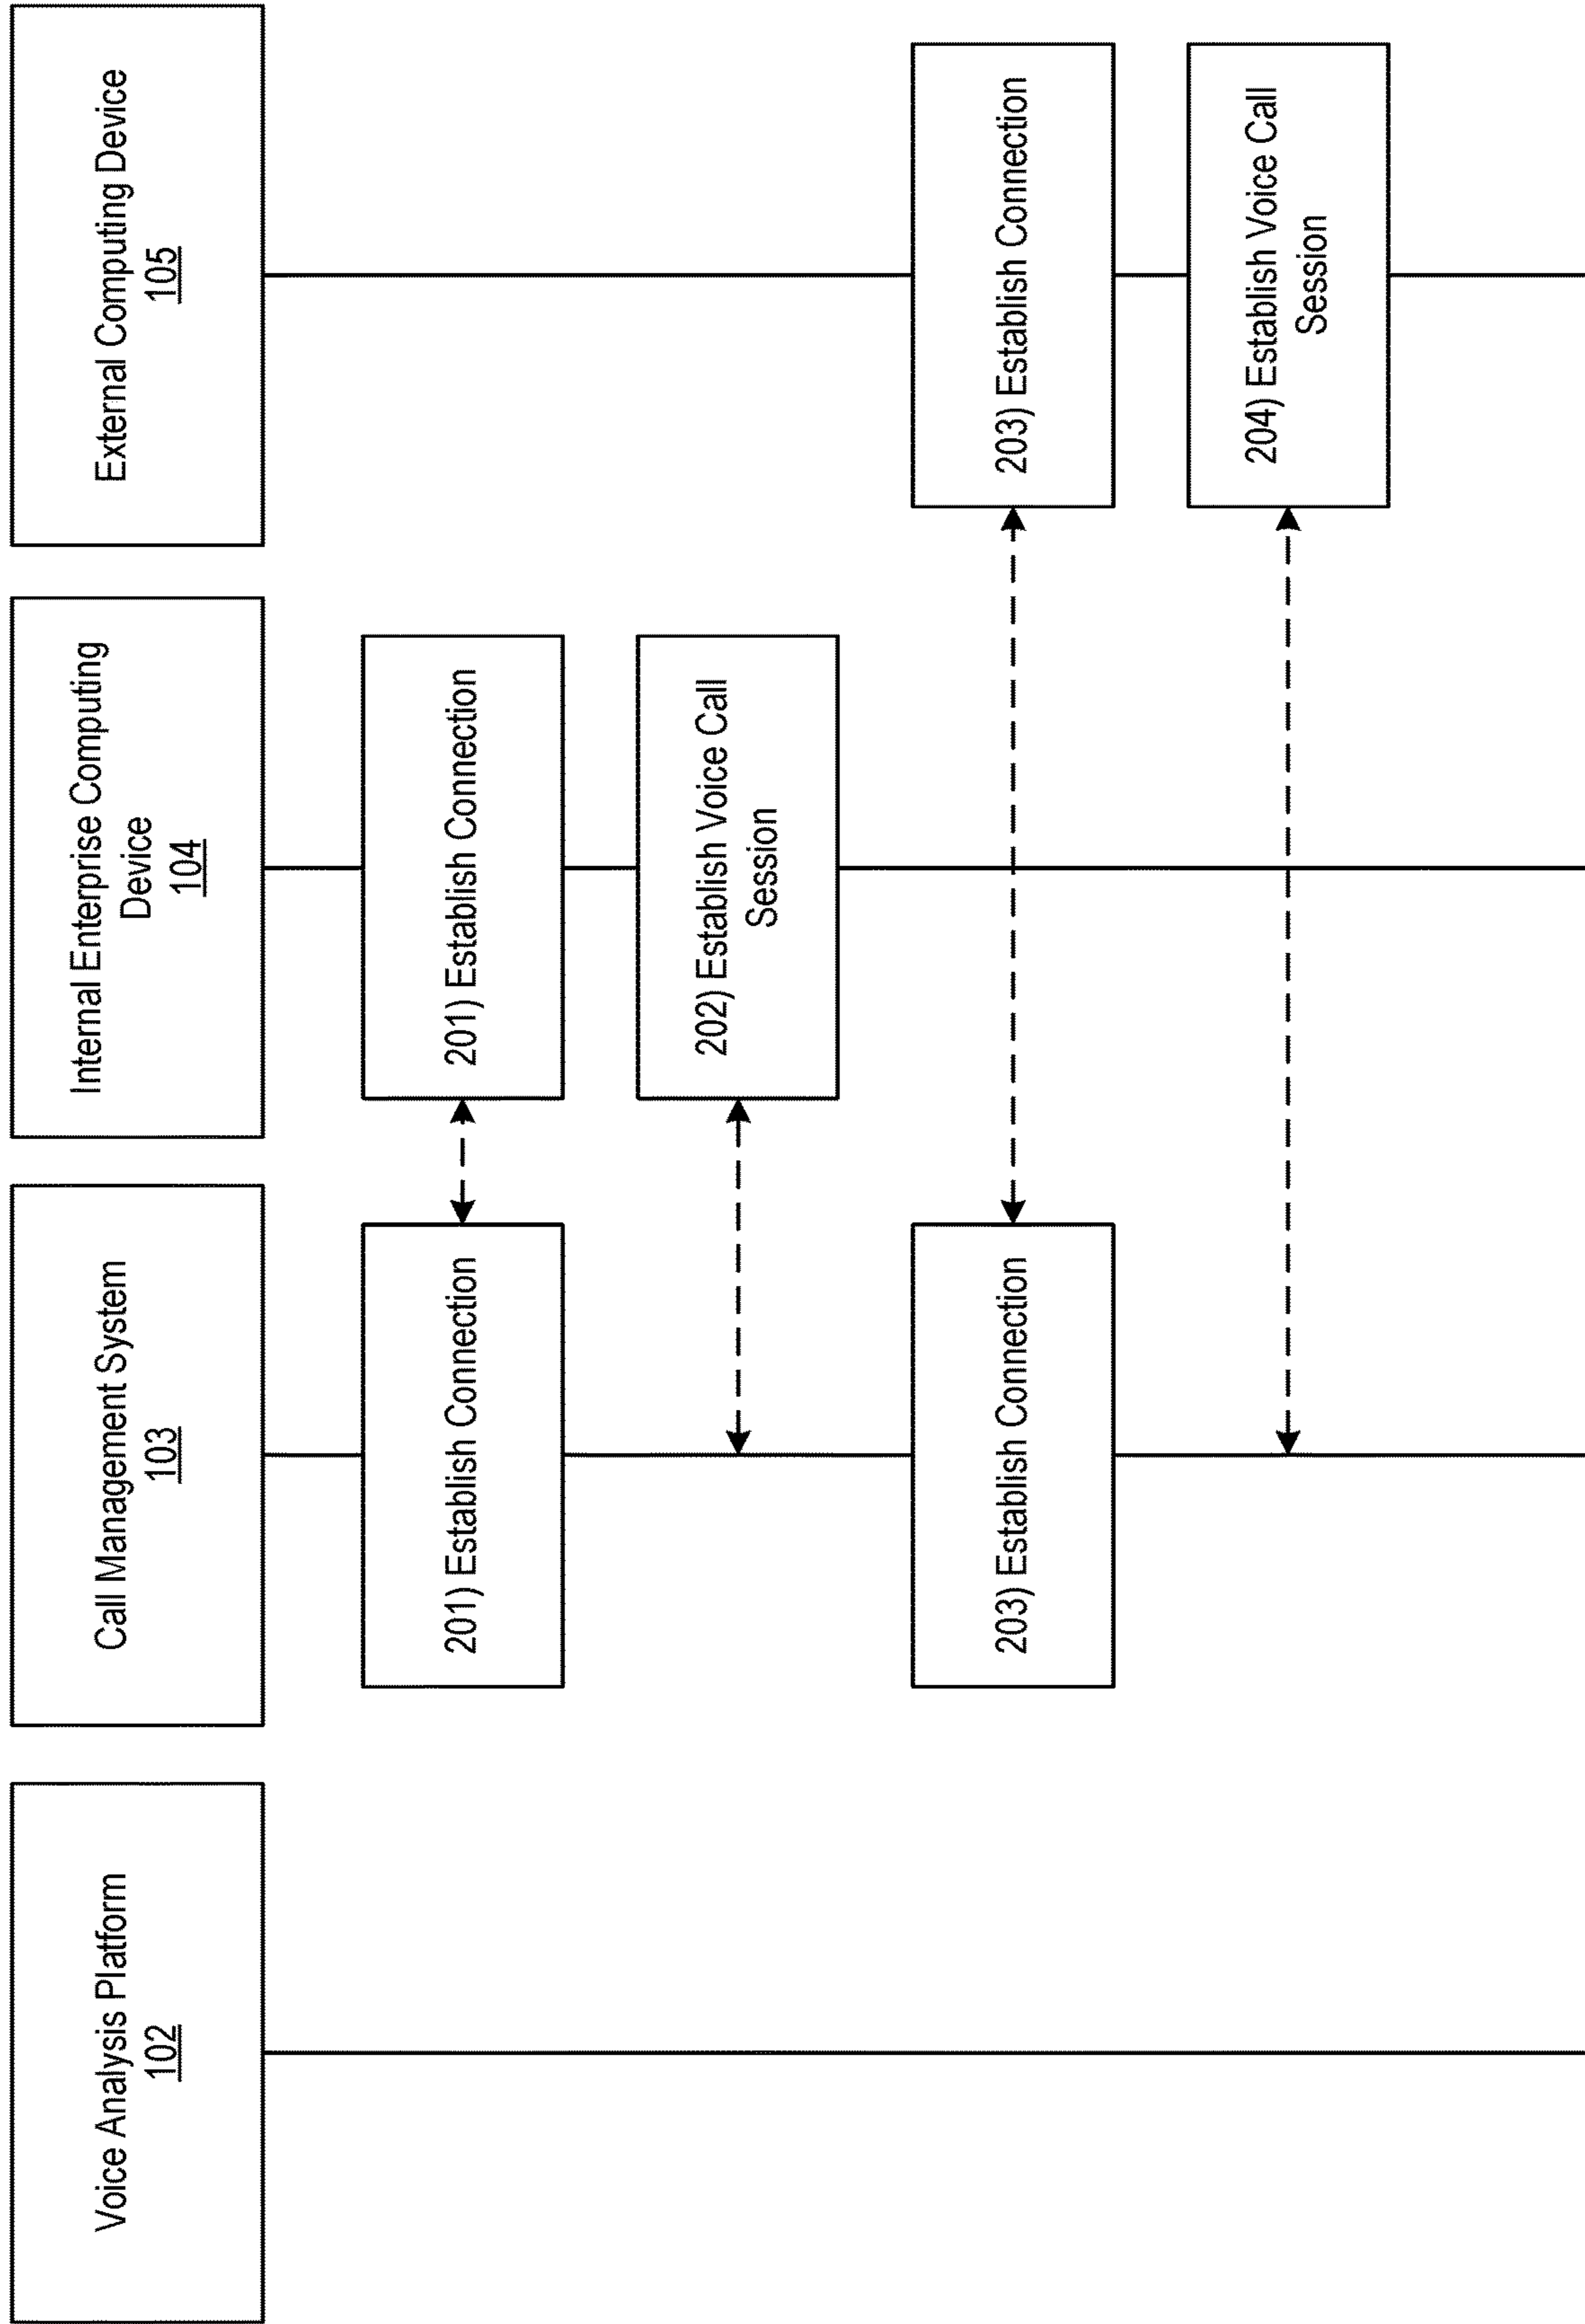 Voice Analysis Platform
102
Call Management System
103
Internal Enterprise Computing
Device
104
External Computing Device
105
201) Establish Connection
201) Establish Connection
202) Establish Voice Call
Session
203) Establish Connection
203) Establish Connection
204) Establish Voice Call
Session